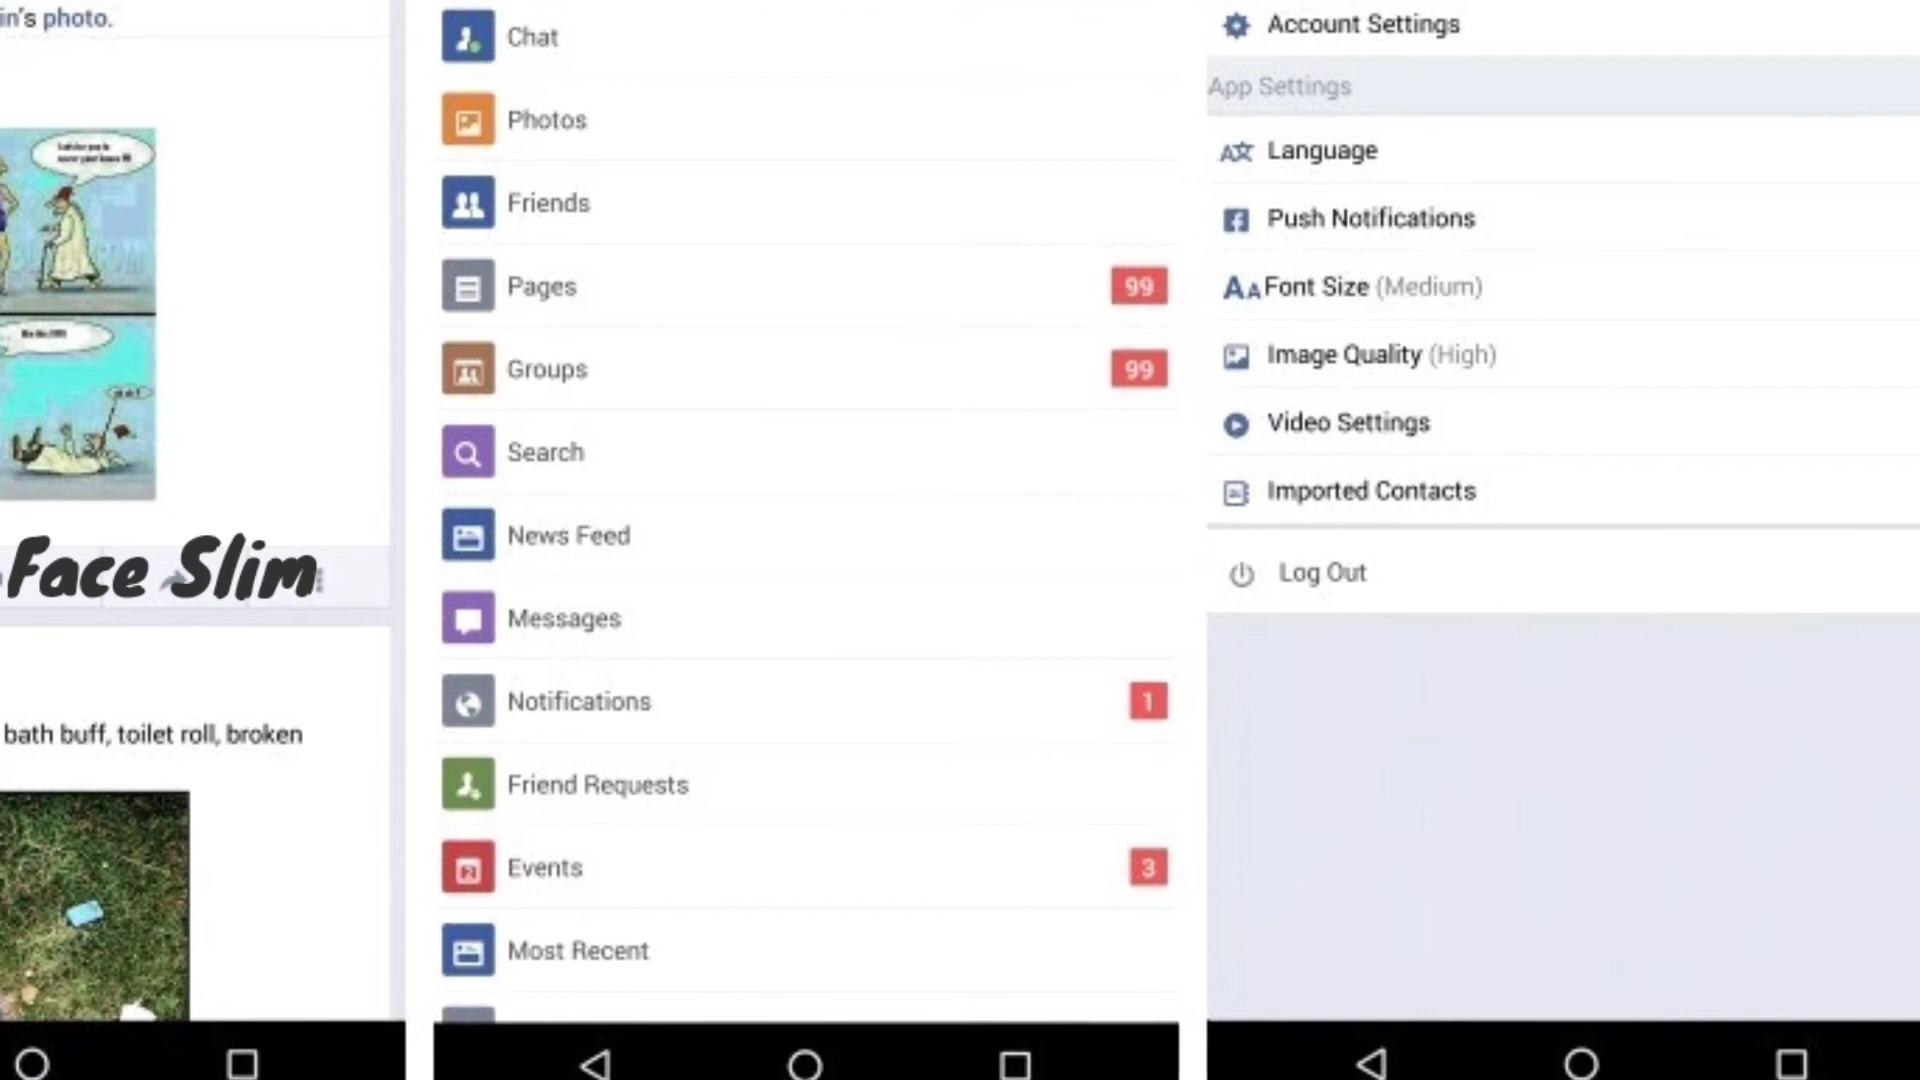 in's photo.
Face Slim
bath buff, toilet roll, broken
Chat
Photos
Friends
Pages
99
Groups
99
Search
News Feed
Messages
Notifications
1
Friend Requests
Events
3
Most Recent
Account Settings
App Settings
Language
Push Notifications
Font Size (Medium)
Image Quality (High)
Video Settings
Imported Contacts
Log Out